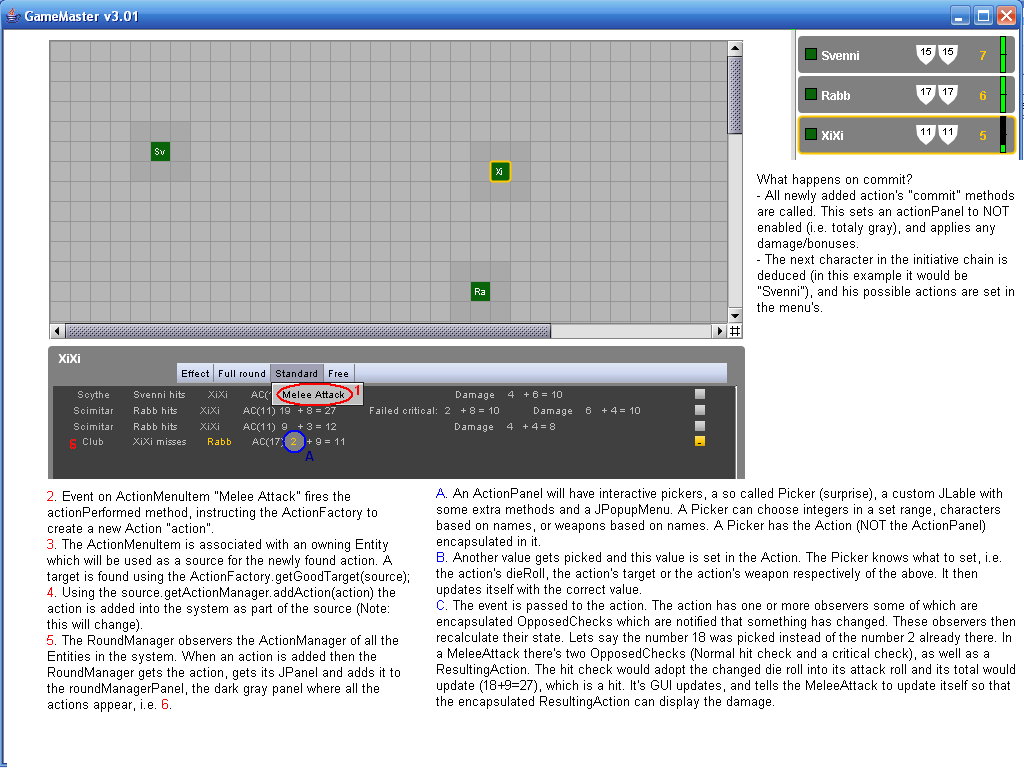 GameMaster v3.01
Svenni 15 15 7
Rabb 17 17 6
XiXi 11 11 5
Sv
Xi
Ra
What happens on commit?
- All newly added action's "commit" methods
are called. This sets an actionPanel to NOT
enabled (i.e. totaly gray), and applies any
damage/bonuses.
- The next character in the initiative chain is
deduced (in this example it would be
"Svenni"), and his possible actions are set in
the menu's.
XiXi
Effect Full round Standard Free
Melee Attack 1
Scythe Svenni hits XiXi AC(1 Damage 4 + 6 = 10
Scimitar Rabb hits XiXi AC(11) 19 + 8 = 27 Failed critical: 2 + 8 = 10 Damage 6 + 4 = 10
Scimitar Rabb hits XiXi AC(11) 9 + 3 = 12 Damage 4 + 4 = 8
6 Club XiXi misses Rabb AC(17) 2 + 9 = 11
A
2. Event on ActionMenuItem "Melee Attack" fires the
actionPerformed method, instructing the ActionFactory to
create a new Action "action".
3. The ActionMenuItem is associated with an owning Entity
which will be used as a source for the newly found action. A
target is found using the ActionFactory.getGoodTarget(source);
4. Using the source.getActionManager.addAction(action) the
action is added into the system as part of the source (Note:
this will change).
5. The RoundManager observers the ActionManager of all the
Entities in the system. When an action is added then the
RoundManager gets the action, gets its JPanel and adds it to
the roundManagerPanel, the dark gray panel where all the
actions appear, i.e. 6.
A. An ActionPanel will have interactive pickers, a so called Picker (surprise), a custom JLable with
some extra methods and a JPopupMenu. A Picker can choose integers in a set range, characters
based on names, or weapons based on names. A Picker has the Action (NOT the ActionPanel)
encapsulated in it.
B. Another value gets picked and this value is set in the Action. The Picker knows what to set, i.e.
the action's dieRoll, the action's target or the action's weapon respectively of the above. It then
updates itself with the correct value.
C. The event is passed to the action. The action has one or more observers some of which are
encapsulated OpposedChecks which are notified that something has changed. These observers then
recalculate their state. Lets say the number 18 was picked instead of the number 2 already there. In
a MeleeAttack there's two OpposedChecks (Normal hit check and a critical check), as well as a
ResultingAction. The hit check would adopt the changed die roll into its attack roll and its total would
update (18+9=27), which is a hit. It's GUI updates, and tells the MeleeAttack to update itself so that
the encapsulated ResultingAction can display the damage.